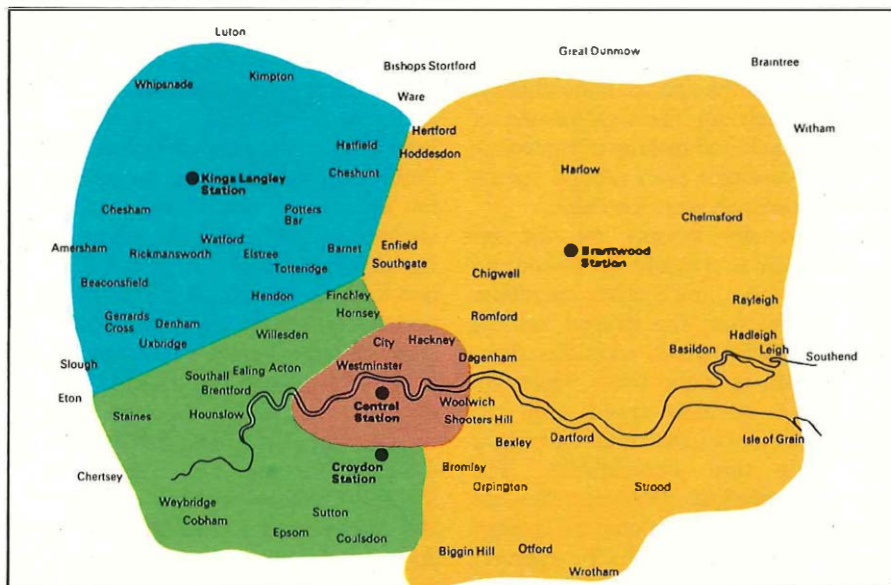 Luton
Great Dunmow
Braintree
Bishops Stortford
Whipsnade
Kimpton
Ware
Witham
Hertford
Hatfield
Hoddesdon
Harlow
Cheshunt
Kings Langley
Station
Chesham
Potters
Bar
Chelmsford
Watford
Amersham
Rickmansworth
Elstree
Barnet
Enfield
Brentwood
Station
Totteridge
Southgate
Chigwell
Beaconsfield
Hendon
Finchley
Rayleigh
Hornsey
Gerrards
Cross
Denham
Romford
Uxbridge
Willesden
City
Hackney
Hadleigh
Basildon
Leigh
Southend
Slough
Dagenham
Westminster
Southall
Ealing
Acton
Brentford
Eton
Central
Station
Woolwich
Staines
Hounslow
Shooters Hill
Bexley
Dartford
Isle of Grain
Croydon
Station
Bromley
Chertsey
Orpington
Strood
Weybridge
Cobham
Sutton
Epsom
Coulsdon
Biggin Hill
Otford
Wrotham